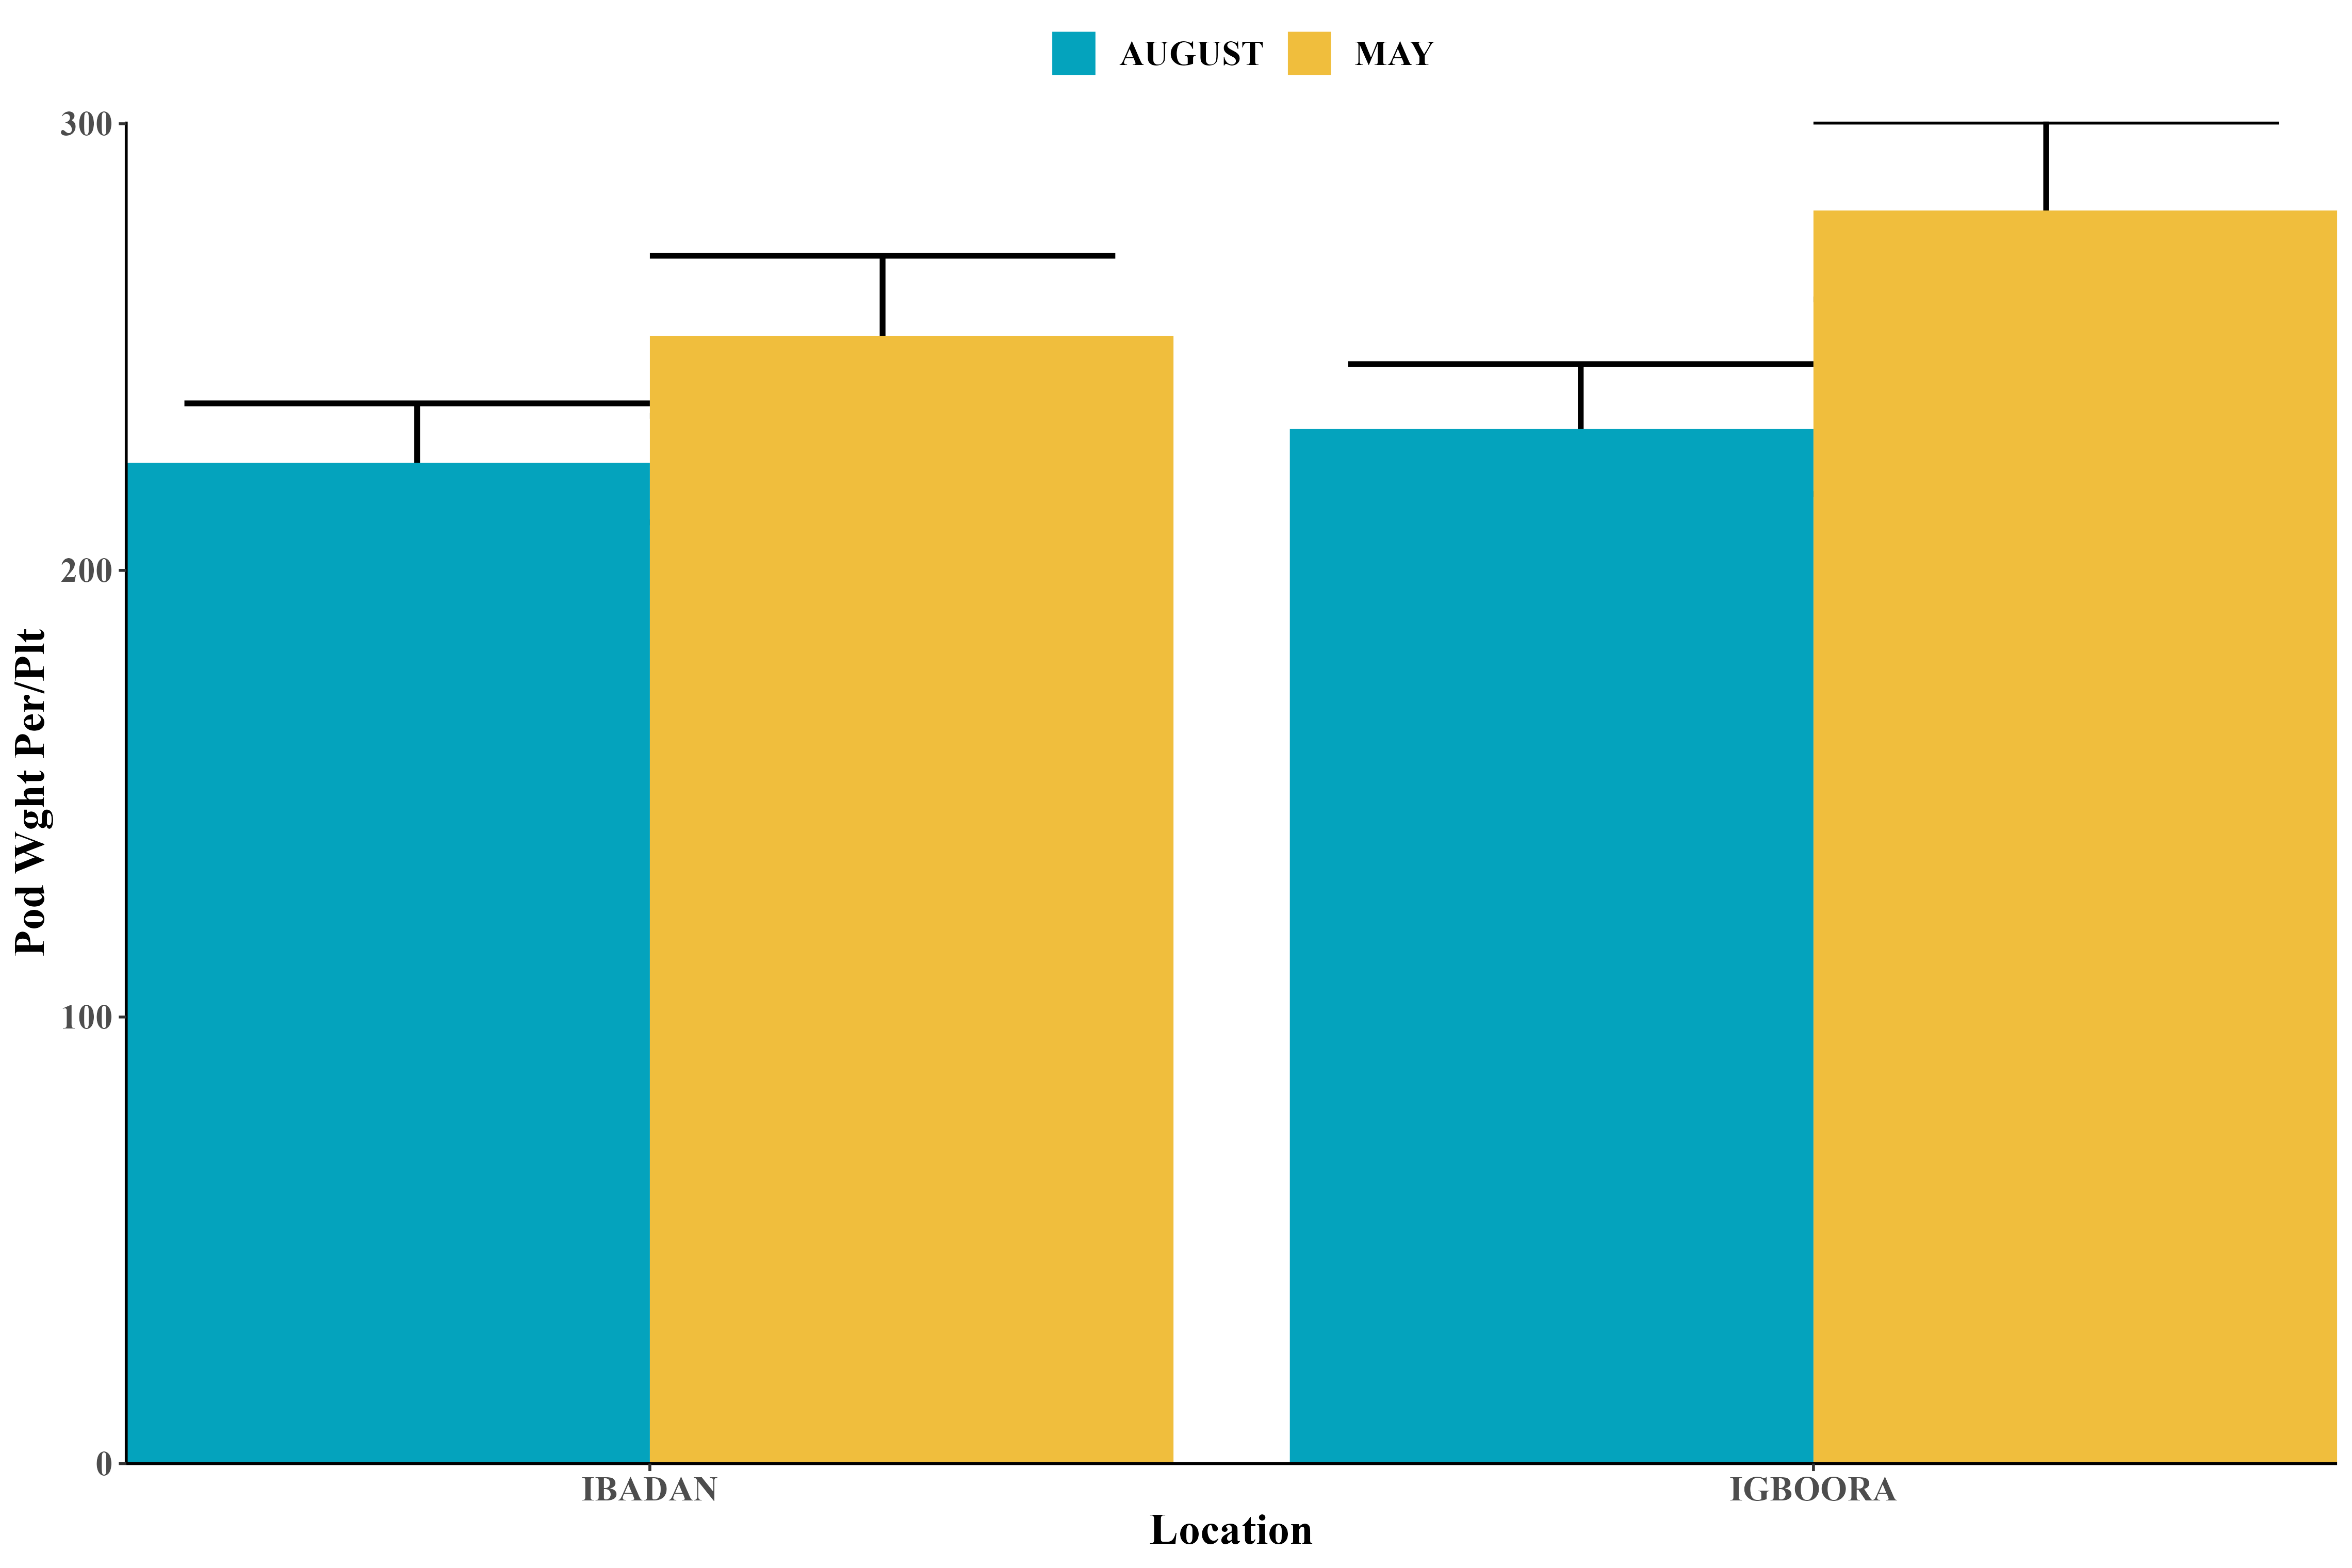 AUGUST MAY
300
200
100
0
Pod Wght Per/Plt
IBADAN IGBOORA
Location